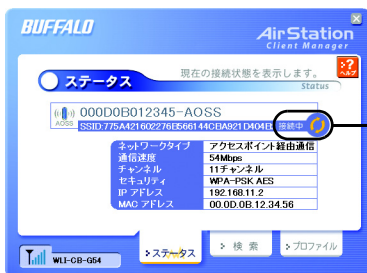 BUFFALO
AirStation
Client Manager
ステータス
現在の接続状態を表示します。
Status
?
ヘルプ
AOSS
000D0B012345-AOSS
SSID:775A421602276B566144CBA921D404B
接続中
ネットワークタイプ アクセスポイント経由通信
通信速度 54Mbps
チャンネル 11チャンネル
セキュリティ WPA-PSK AES
IP アドレス 192.168.11.2
MAC アドレス 00.0D.0B.12.34.56
WLI-CB-G54
ステータス
検索
プロファイル